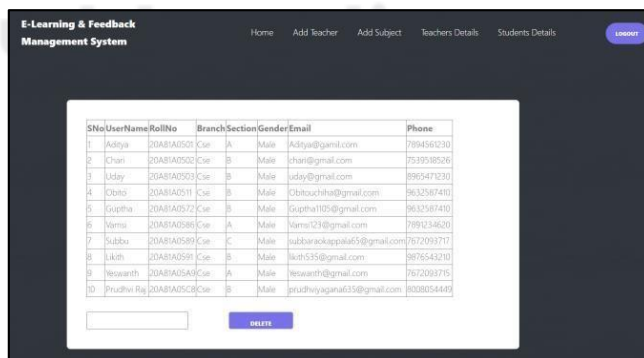 E-Learning & Feedback
Management System
Home Add Teacher Add Subject Teachers Details Students Details LOGOUT
SNo UserName RollNo Branch Section Gender Email Phone
1 Aditya 20A81A0501 Cse A Male Aditya@gamil.com 7894561230
2 Chari 20A81A0502 Cse B Male chari@gmail.com 7539518526
3 Uday 20A81A0503 Cse B Male uday@gmail.com 8965471230
4 Obito 20A81A0511 Cse B Male Obitouchiha@gmail.com 9632587410
5 Guptha 20A81A0572 Cse B Male Guptha1105@gmail.com 9632587410
6 Vamsi 20A81A0586 Cse A Male Vamsi123@gmail.com 7891234620
7 Subbu 20A81A0589 Cse C Male subbaraokappala65@gmail.com 7672093717
8 Likith 20A81A0591 Cse B Male likith535@gmail.com 9876543210
9 Yeswanth 20A81A05A9 Cse A Male Yeswanth@gmail.com 7672093715
10 Prudhvi Raj 20A81A05C8 Cse B Male prudhviyagana635@gmail.com 8008054449
DELETE